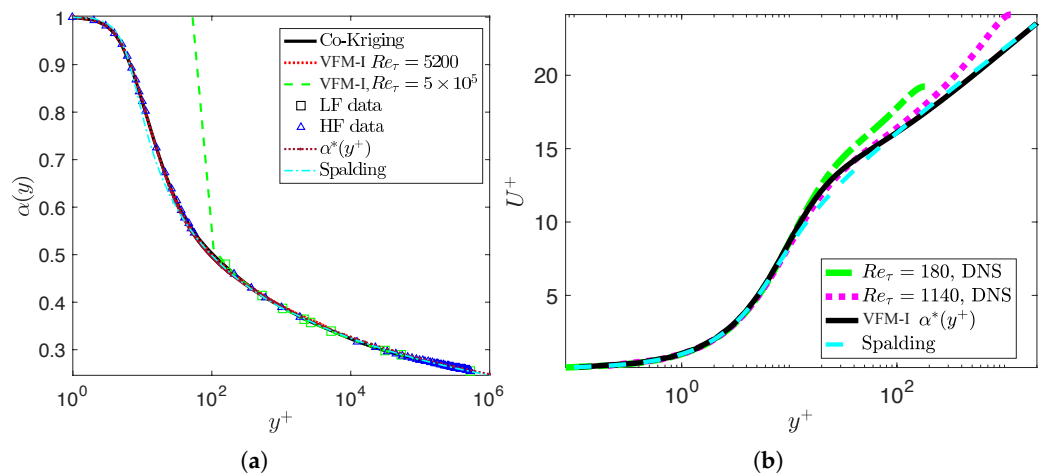 (a)
1
0.9
0.8
0.7
0.6
0.5
0.4
0.3
α(y)
10^0
10^2
10^4
10^6
y^+
Co-Kriging
VFM-I Re_τ = 5200
VFM-I, Re_τ = 5 × 10^5
LF data
HF data
α*(y^+)
Spalding
(a)
(b)
20
15
10
5
U^+
10^0
10^2
y^+
Re_τ = 180, DNS
Re_τ = 1140, DNS
VFM-I α*(y^+)
Spalding
(b)